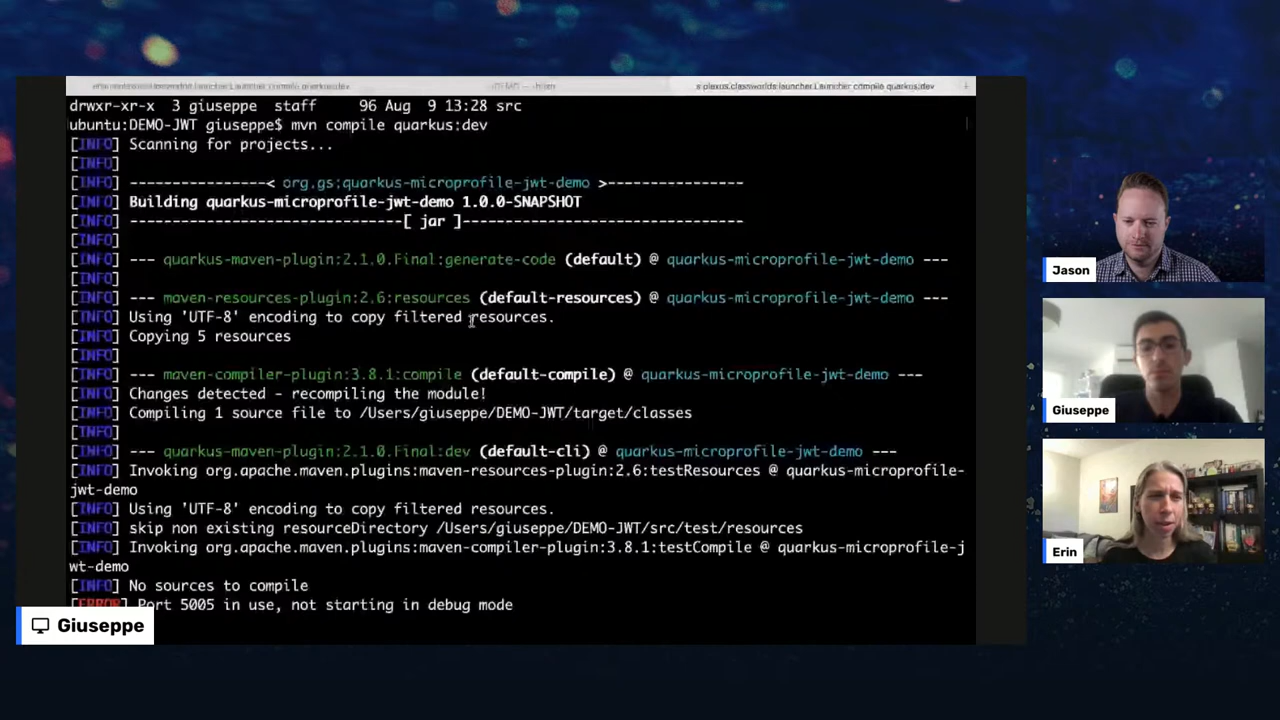 s plexus.classworlds.launcher.Launcher compile quarkus:dev
drwxr-xr-x 3 giuseppe staff 96 Aug 9 13:28 src
ubuntu:DEMO-JWT giuseppe$ mvn compile quarkus:dev
[INFO] Scanning for projects...
[INFO]
[INFO] ----------------< org.gs:quarkus-microprofile-jwt-demo >----------------
[INFO] Building quarkus-microprofile-jwt-demo 1.0.0-SNAPSHOT
[INFO] --------------------------------[ jar ]---------------------------------
[INFO]
[INFO] --- quarkus-maven-plugin:2.1.0.Final:generate-code (default) @ quarkus-microprofile-jwt-demo ---
[INFO]
[INFO] --- maven-resources-plugin:2.6:resources (default-resources) @ quarkus-microprofile-jwt-demo ---
[INFO] Using 'UTF-8' encoding to copy filtered resources.
[INFO] Copying 5 resources
[INFO]
[INFO] --- maven-compiler-plugin:3.8.1:compile (default-compile) @ quarkus-microprofile-jwt-demo ---
[INFO] Changes detected - recompiling the module!
[INFO] Compiling 1 source file to /Users/giuseppe/DEMO-JWT/target/classes
[INFO]
[INFO] --- quarkus-maven-plugin:2.1.0.Final:dev (default-cli) @ quarkus-microprofile-jwt-demo ---
[INFO] Invoking org.apache.maven.plugins:maven-resources-plugin:2.6:testResources @ quarkus-microprofile-
jwt-demo
[INFO] Using 'UTF-8' encoding to copy filtered resources.
[INFO] skip non existing resourceDirectory /Users/giuseppe/DEMO-JWT/src/test/resources
[INFO] Invoking org.apache.maven.plugins:maven-compiler-plugin:3.8.1:testCompile @ quarkus-microprofile-j
wt-demo
[INFO] No sources to compile
[ERROR] Port 5005 in use, not starting in debug mode
Giuseppe
Jason
Giuseppe
Erin